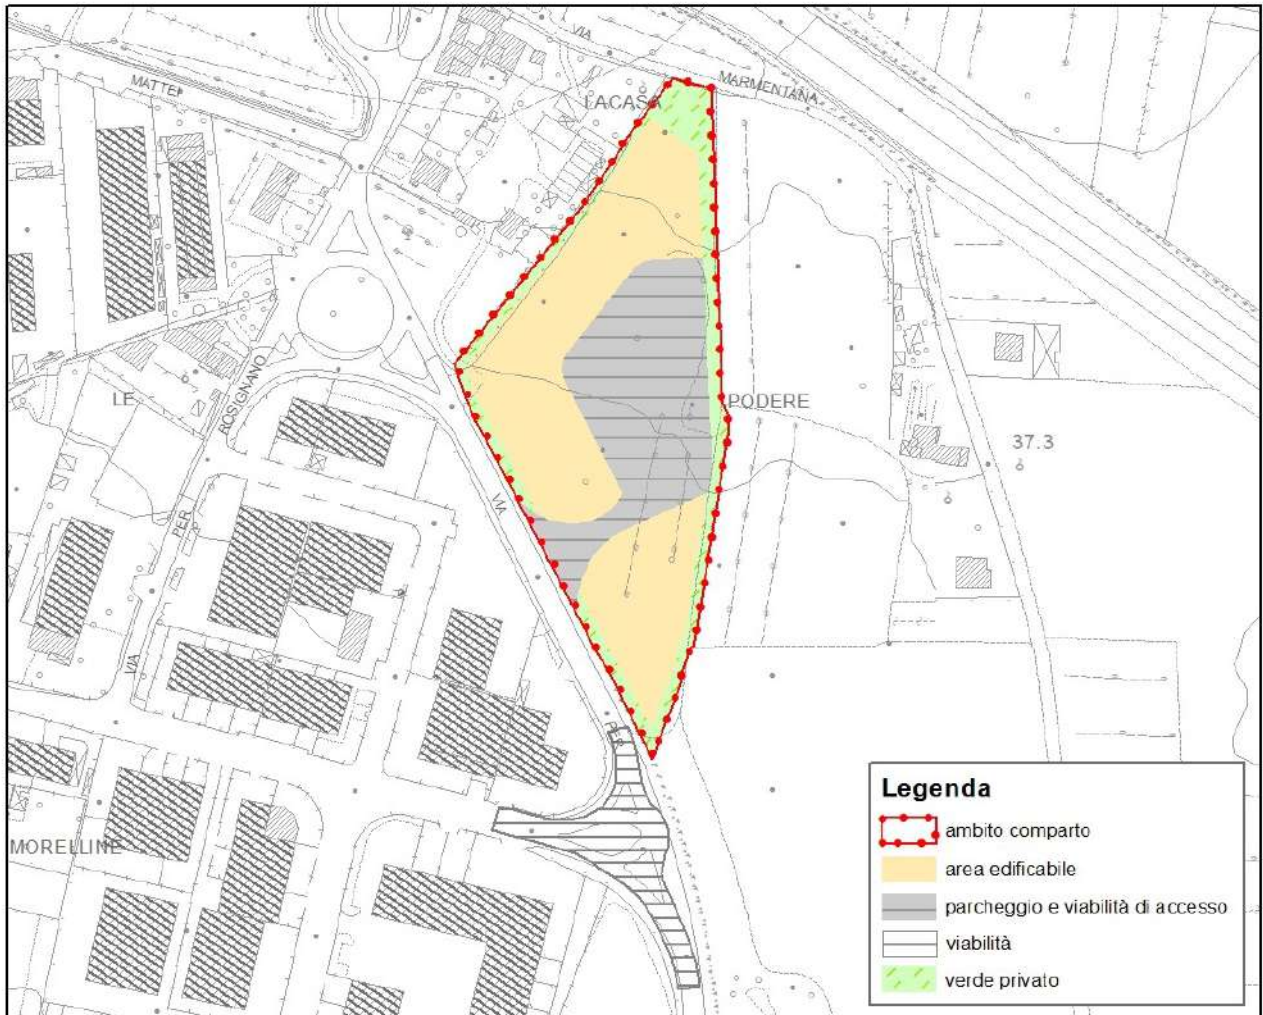 VIA
MARMENTANA
MATTEI
LACASA
LE
ROSIGNANO
PER
VIA
VIA
PODERE
37.3
PER
MORELLINE
Legenda
ambito comparto
area edificabile
parcheggio e viabilità di accesso
viabilità
verde privato